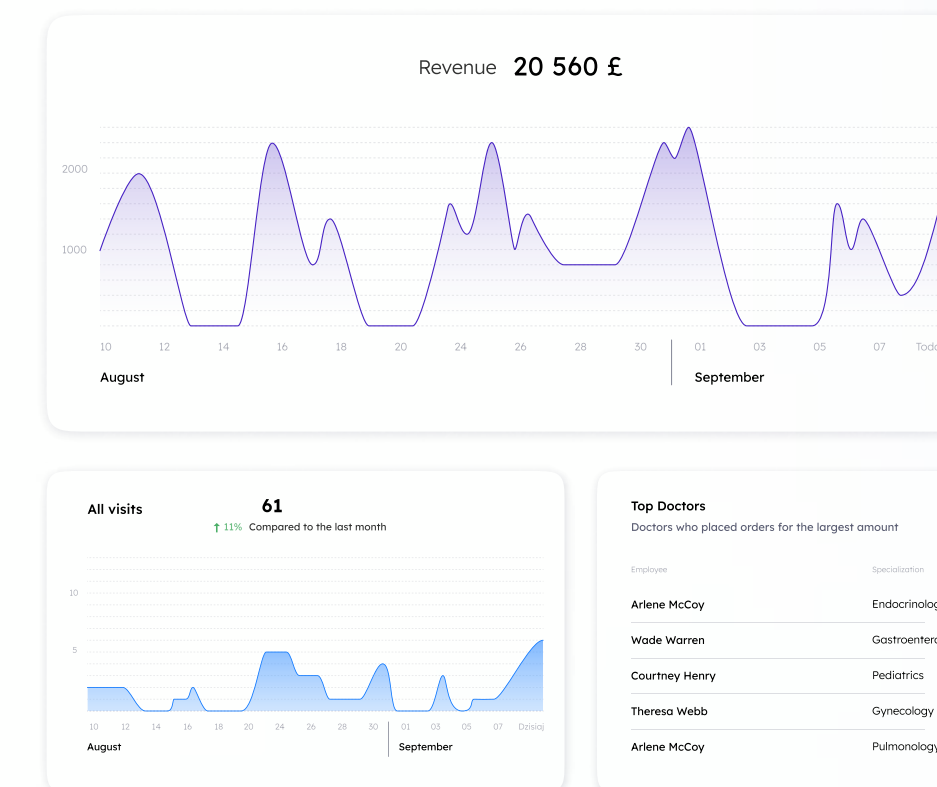 Revenue 20 560 £
2000
1000
10 12 14 16 18 20 24 26 28 30 01 03 05 07
August September
All visits 61
11% Compared to the last month
10
5
10 12 14 16 18 20 24 26 28 30 01 03 05 07 Dzisiaj
August September
Top Doctors
Doctors who placed orders for the largest amount
Employee Specialization
Arlene McCoy
Wade Warren
Courtney Henry Pediatrics
Theresa Webb Gynecology
Arlene McCoy Pulmonology